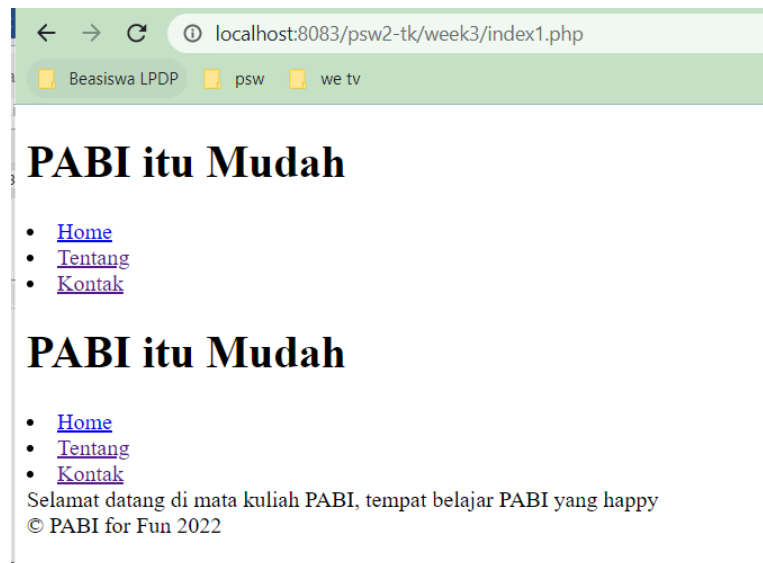 localhost:8083/psw2-tk/week3/index1.php
Beasiswa LPDP psw we tv
PABI itu Mudah
• Home
• Tentang
• Kontak
PABI itu Mudah
• Home
• Tentang
• Kontak
Selamat datang di mata kuliah PABI, tempat belajar PABI yang happy
© PABI for Fun 2022